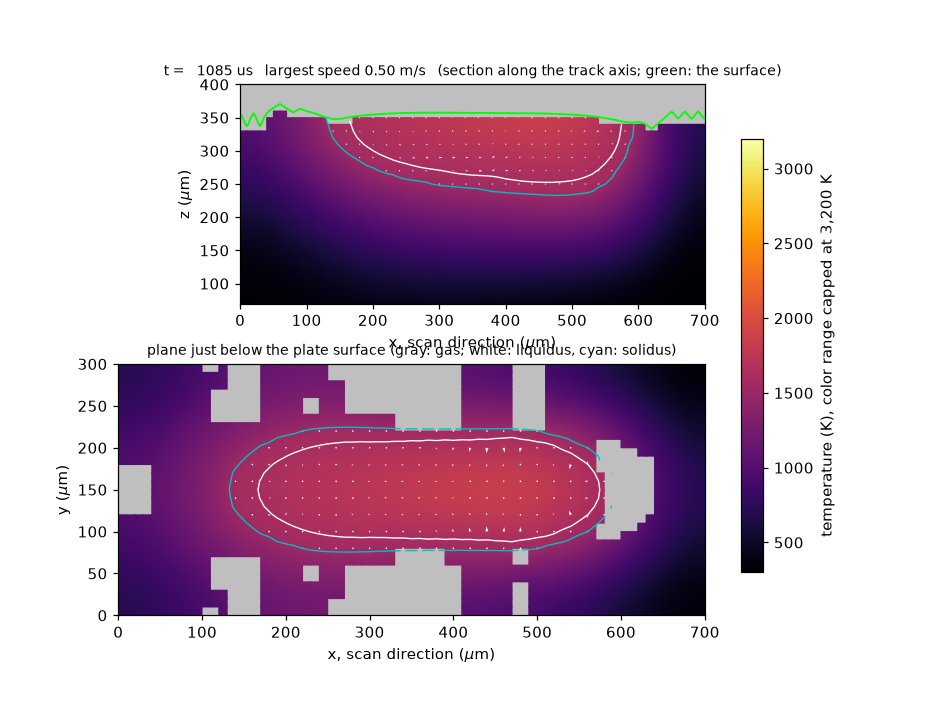 t =   1085 us   largest speed 0.50 m/s   (section along the track axis; green: the surface)
400
350
300
250
200
150
100
z (μm)
0 100 200 300 400 500 600 700
x, scan direction (μm)
plane just below the plate surface (gray: gas; white: liquidus, cyan: solidus)
300
250
200
150
100
50
0
y (μm)
0 100 200 300 400 500 600 700
x, scan direction (μm)
3000
2500
2000
1500
1000
500
temperature (K), color range capped at 3,200 K